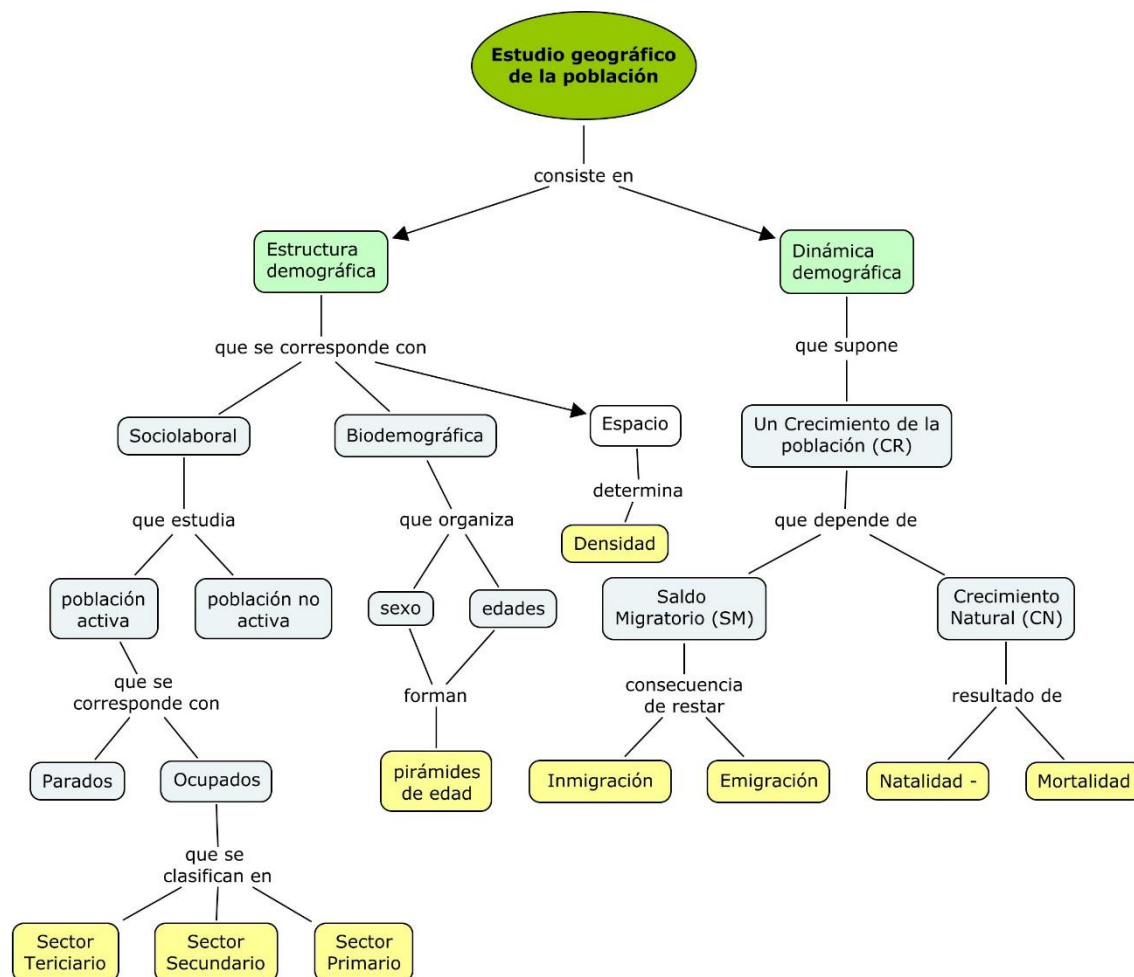 Estudio geográfico
de la población
consiste en
Estructura
demográfica
Dinámica
demográfica
que se corresponde con
que supone
Sociolaboral
Biodemográfica
Espacio
Un Crecimiento de la
población (CR)
determina
que estudia
que organiza
que depende de
Densidad
población
activa
población no
activa
sexo
edades
Saldo
Migratorio (SM)
Crecimiento
Natural (CN)
que se
corresponde con
forman
consecuencia
de restar
resultado de
Parados
Ocupados
pirámides
de edad
Inmigración
Emigración
Natalidad -
Mortalidad
que se
clasifican en
Sector
Tericiario
Sector
Secundario
Sector
Primario